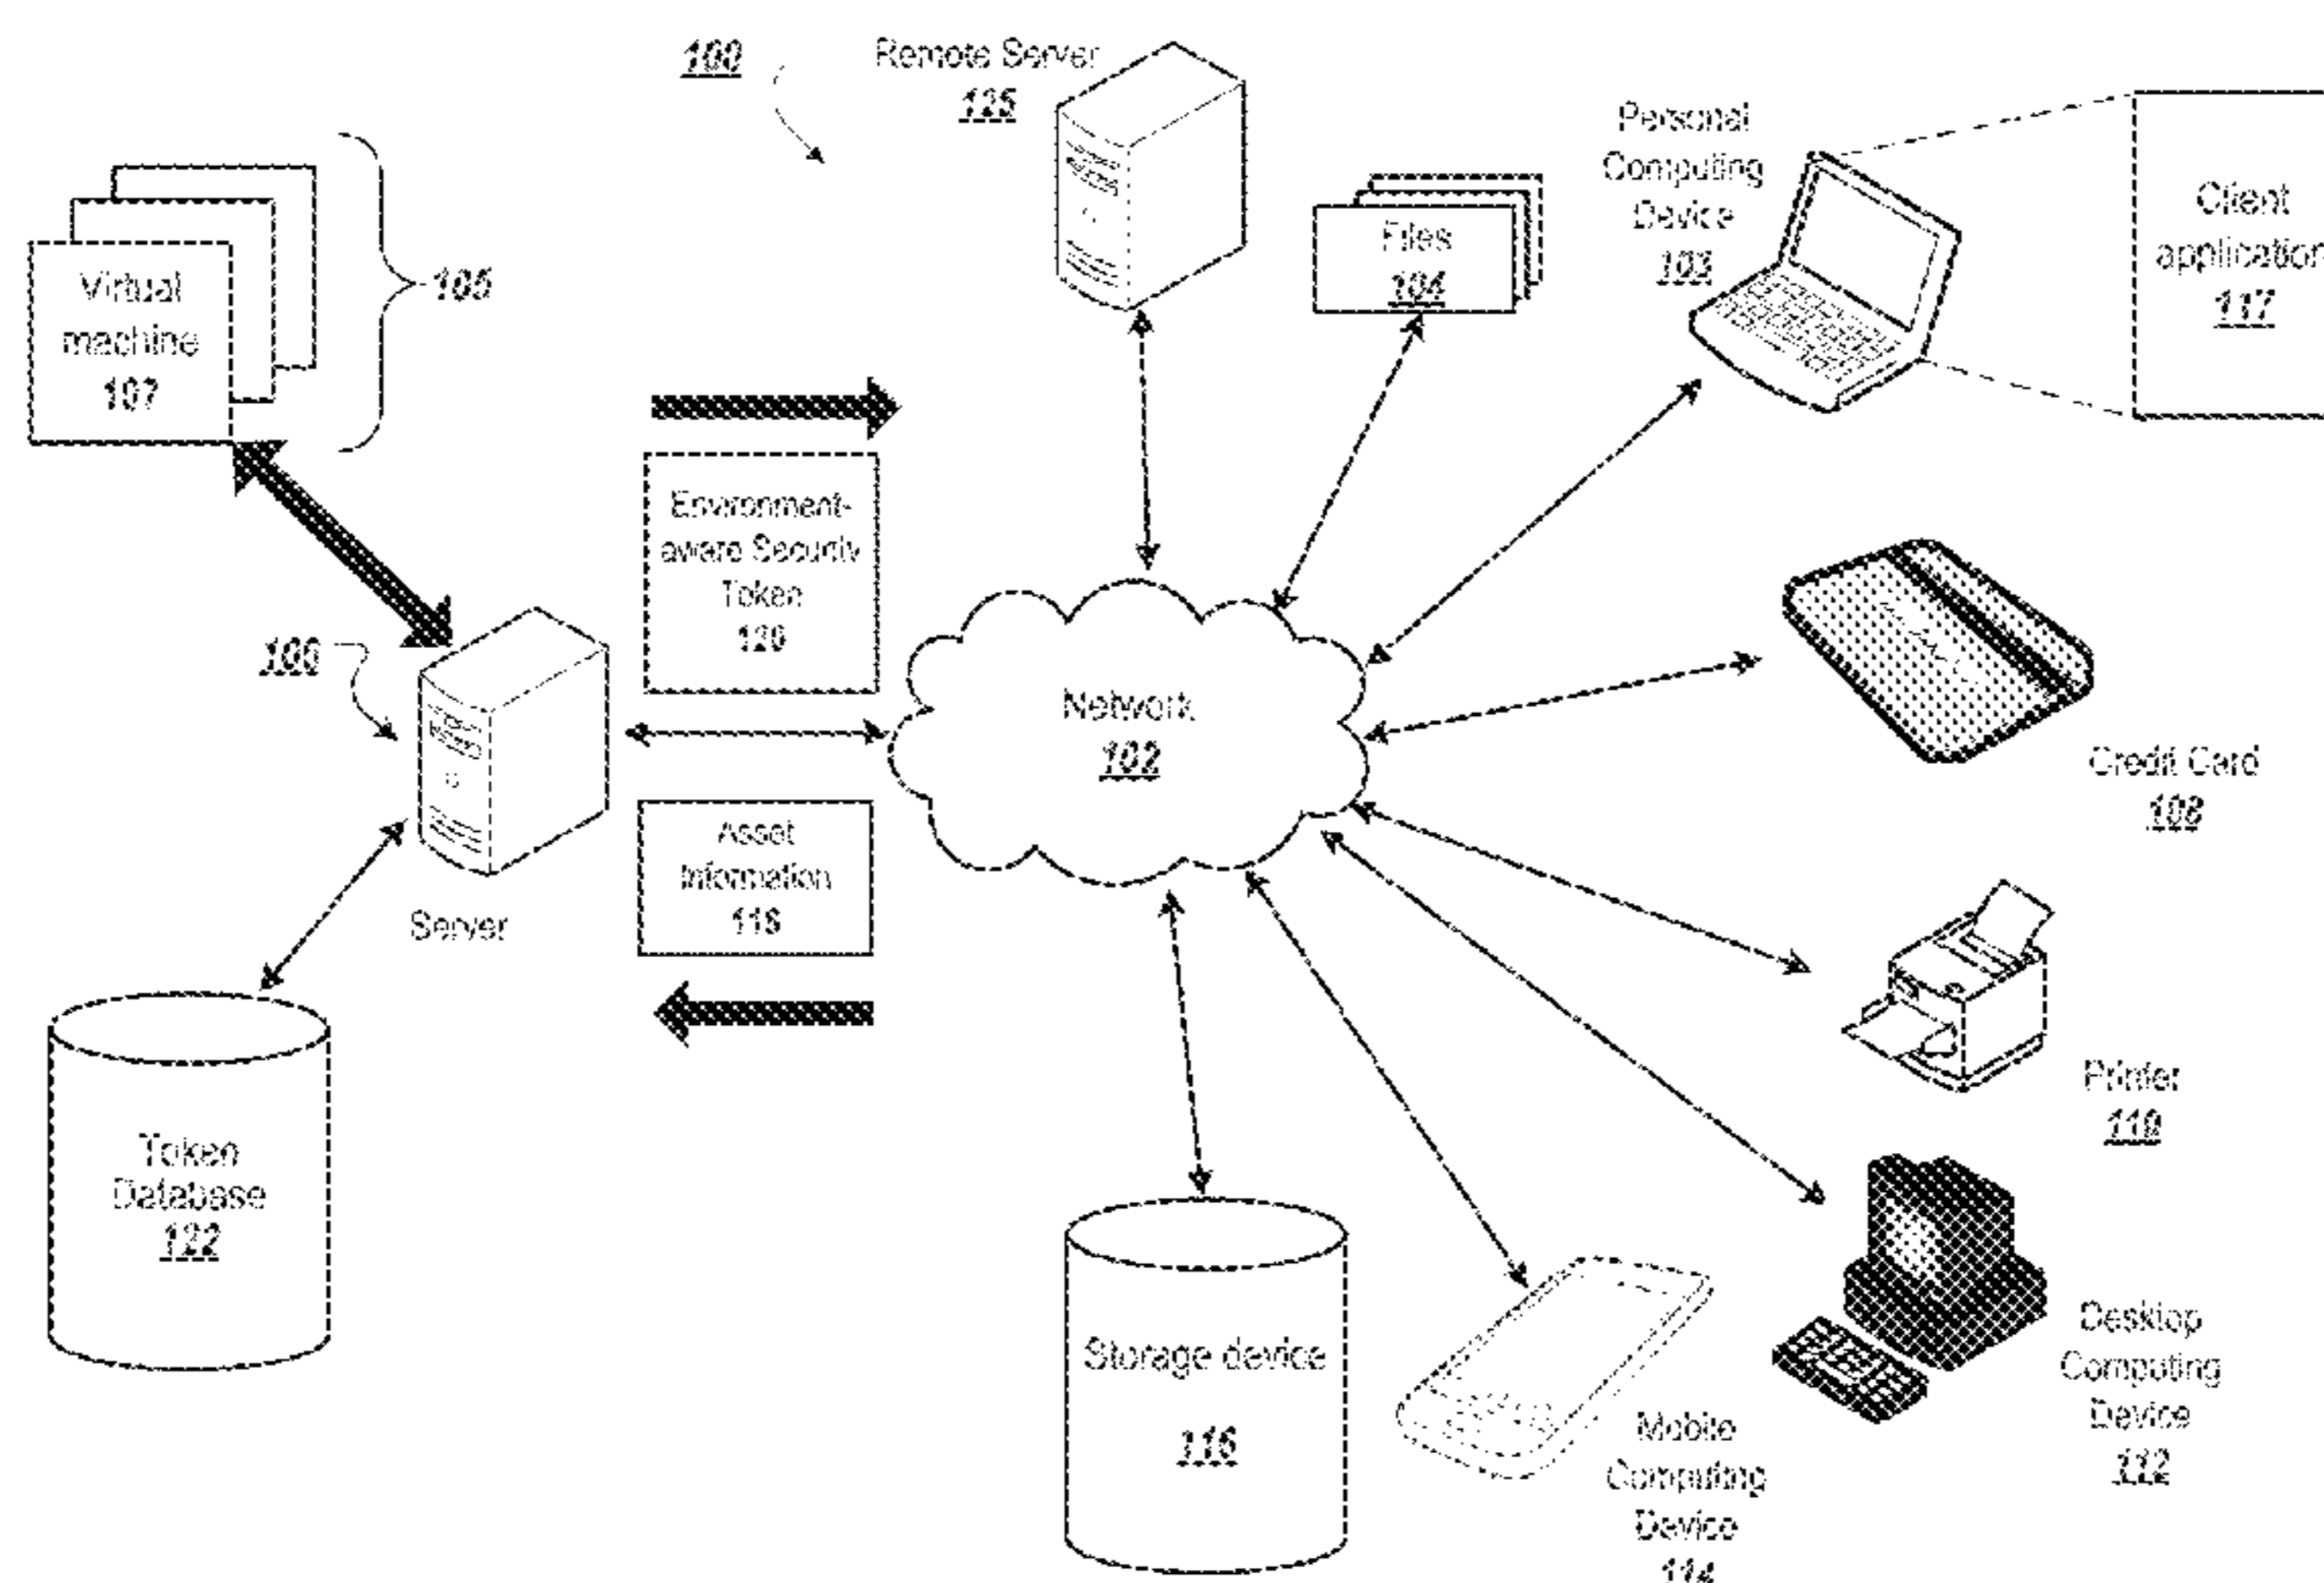 100
Remote Server
125
Personal
Computing
Device
103
Client
application
117
Files
104
Virtual
machine
107
105
Environment-
aware Security
Token
120
106
Network
102
Credit Card
108
Asset
Information
118
Server
Printer
110
Token
Database
122
Storage device
116
Mobile
Computing
Device
114
Desktop
Computing
Device
112